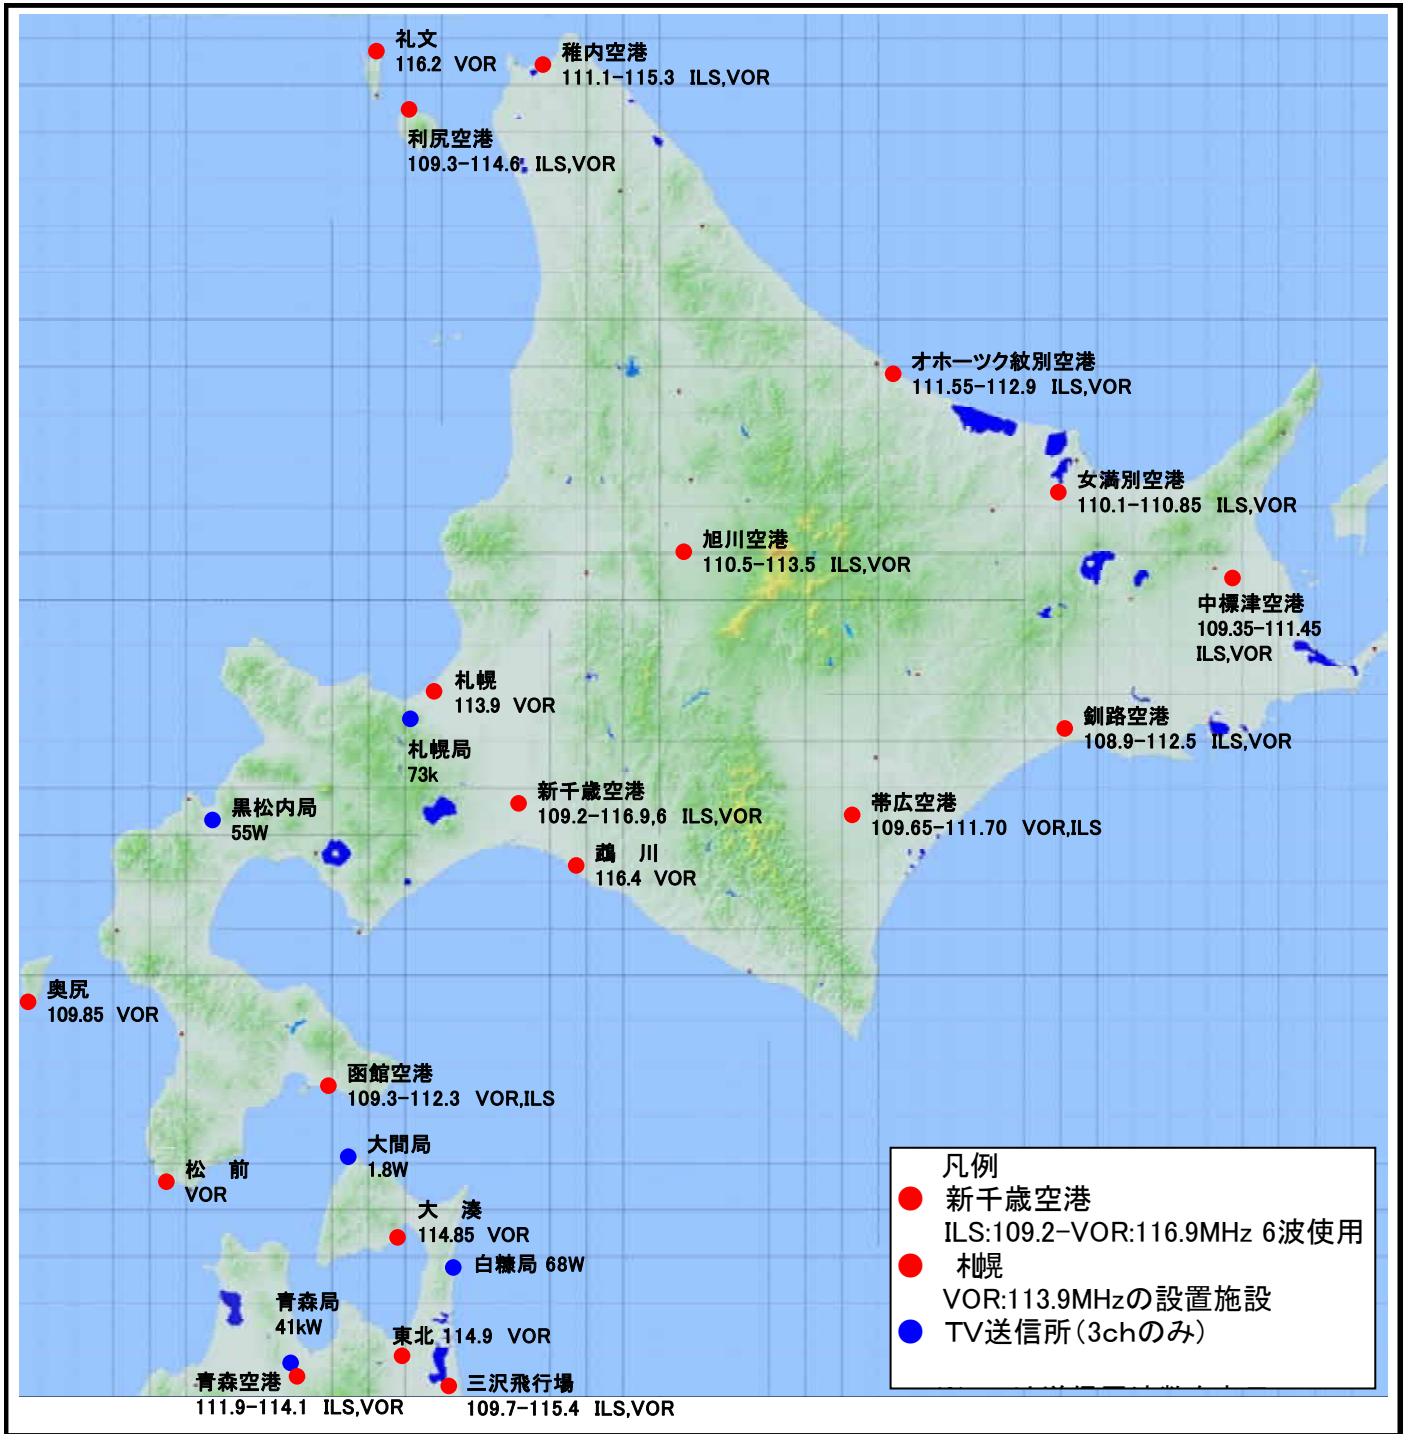 礼文
116.2 VOR
稚内空港
111.1-115.3 ILS,VOR
利尻空港
109.3-114.6 ILS,VOR
オホーツク紋別空港
111.55-112.9 ILS,VOR
女満別空港
110.1-110.85 ILS,VOR
旭川空港
110.5-113.5 ILS,VOR
中標津空港
109.35-111.45
ILS,VOR
札幌
113.9 VOR
釧路空港
108.9-112.5 ILS,VOR
札幌局
73k
新千歳空港
109.2-116.9,6 ILS,VOR
帯広空港
109.65-111.70 VOR,ILS
黒松内局
55W
鵡 川
116.4 VOR
奥尻
109.85 VOR
函館空港
109.3-112.3 VOR,ILS
大間局
1.8W
松 前
VOR
大 湊
114.85 VOR
白糠局 68W
青森局
41kW
東北 114.9 VOR
青森空港
111.9-114.1 ILS,VOR
三沢飛行場
109.7-115.4 ILS,VOR
凡例
新千歳空港
ILS:109.2-VOR:116.9MHz 6波使用
札幌
VOR:113.9MHzの設置施設
TV送信所(3chのみ)